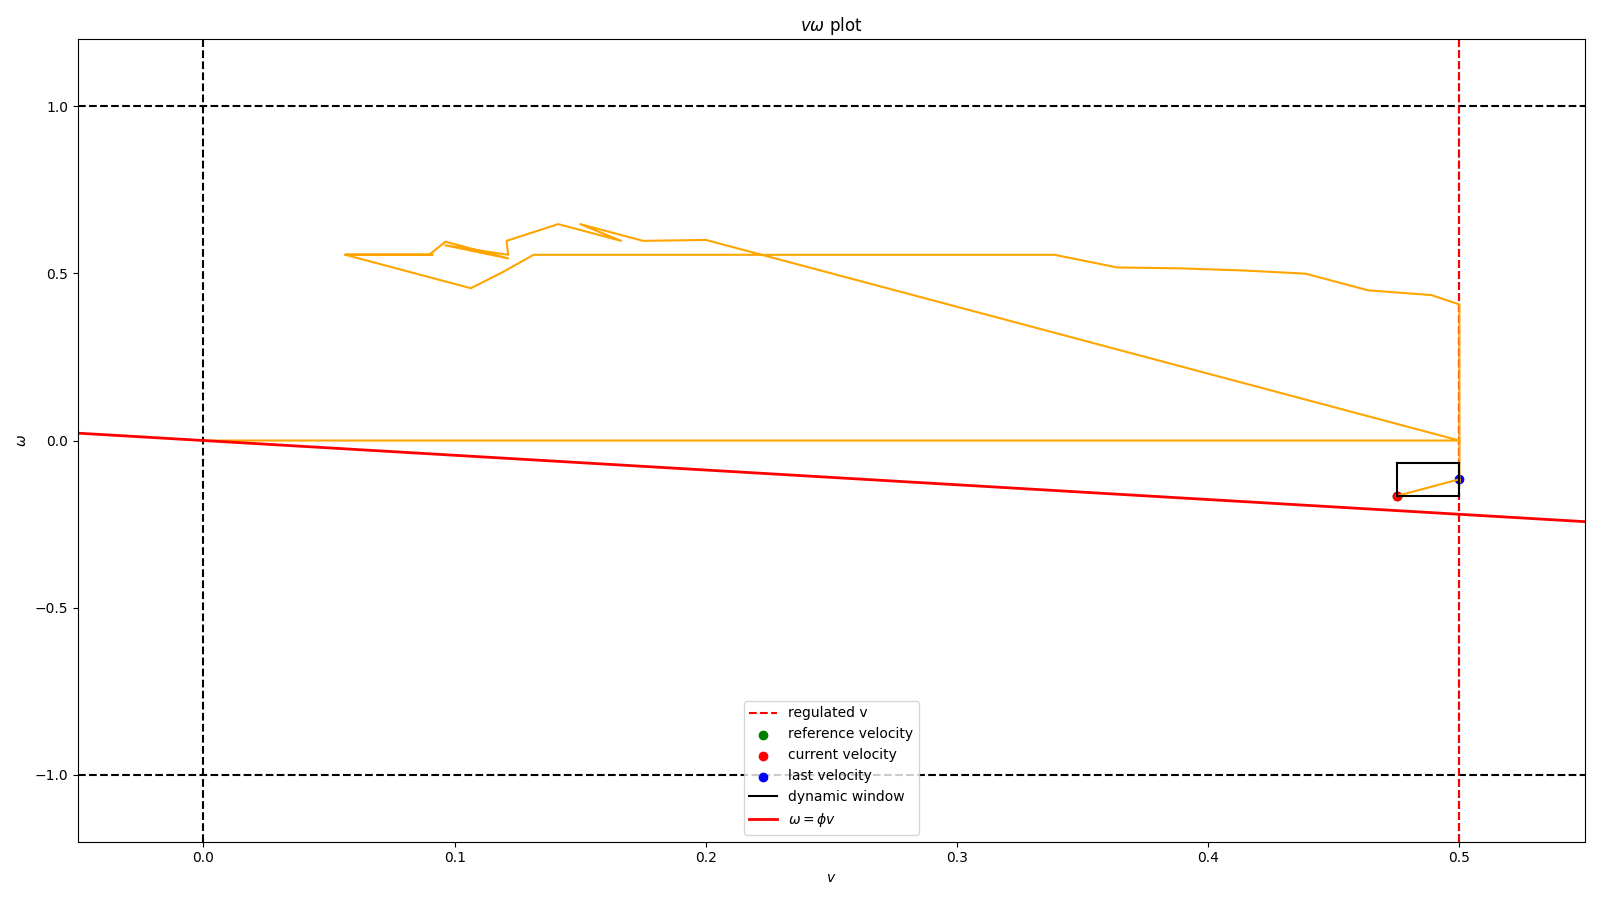 vω plot
1.0
0.5
0.0
−0.5
−1.0
ω
0.0 0.1 0.2 0.3 0.4 0.5
v
regulated v
reference velocity
current velocity
last velocity
dynamic window
ω = ϕv